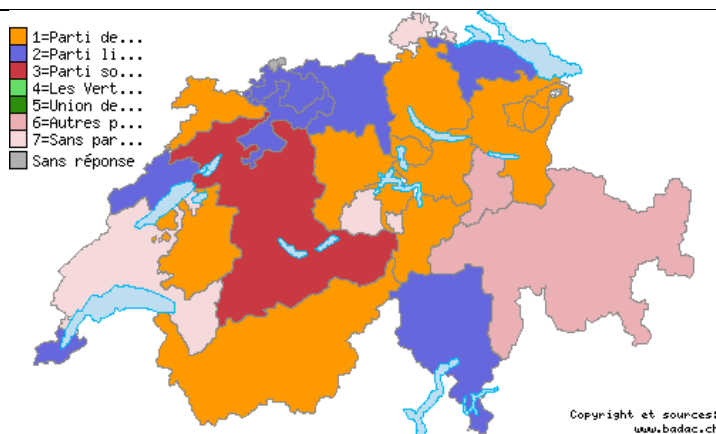 1=Parti de...
2=Parti li...
3=Parti so...
4=Les Vert...
5=Union de...
6=Autres p...
7=Sans par...
Sans réponse
Copyright et sources:
www.badac.ch